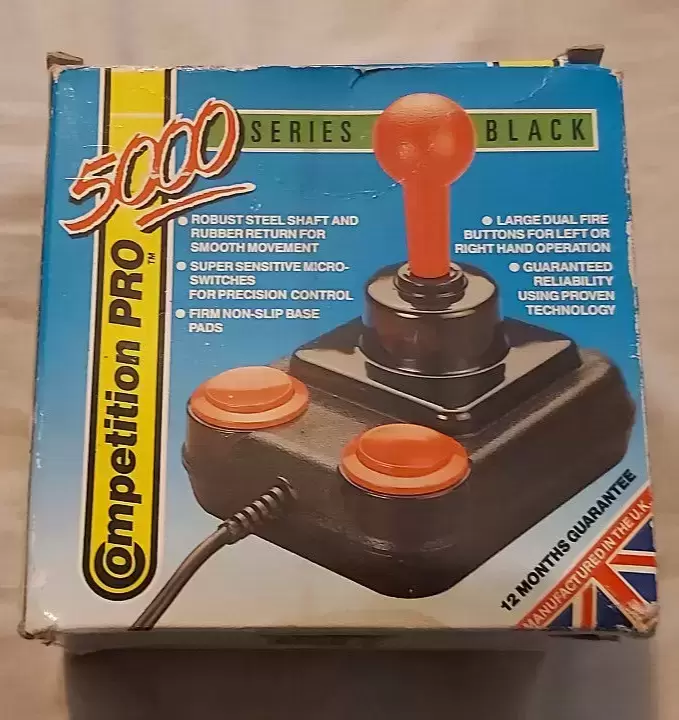 5000
SERIES BLACK
Competition PRO™
● ROBUST STEEL SHAFT AND
RUBBER RETURN FOR
SMOOTH MOVEMENT
● SUPER SENSITIVE MICRO-
SWITCHES
FOR PRECISION CONTROL
● FIRM NON-SLIP BASE
PADS
● LARGE DUAL FIRE
BUTTONS FOR LEFT OR
RIGHT HAND OPERATION
● GUARANTEED
RELIABILITY
USING PROVEN
TECHNOLOGY
12 MONTHS GUARANTEE
MANUFACTURED IN THE U.K.